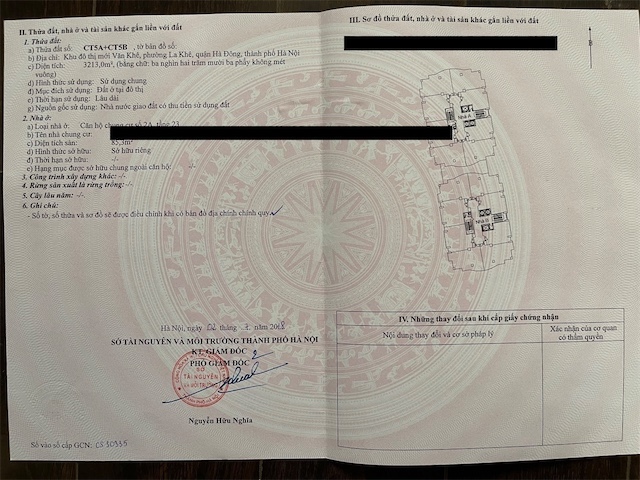 II. Thửa đất, nhà ở và tài sản khác gắn liền với đất
1. Thửa đất:
a) Thửa đất số: CT5A+CT5B, tờ bản đồ số:
b) Địa chỉ: Khu đô thị mới Văn Khê, phường La Khê, quận Hà Đông, thành phố Hà Nội
c) Diện tích: 3213,0m², (bằng chữ: ba nghìn hai trăm mười ba phẩy không mét
vuông)
d) Hình thức sử dụng: Sử dụng chung
đ) Mục đích sử dụng: Đất ở tại đô thị
e) Thời hạn sử dụng: Lâu dài
g) Nguồn gốc sử dụng: Nhà nước giao đất có thu tiền sử dụng đất
2. Nhà ở:
a) Loại nhà ở: Căn hộ chung cư số 2A, tầng 23
b) Tên nhà chung cư:
c) Diện tích sàn: 85,3m²
d) Hình thức sở hữu: Sở hữu riêng
đ) Thời hạn sở hữu: -/-
e) Hạng mục được sở hữu chung ngoài căn hộ: -/-
3. Công trình xây dựng khác: -/-
4. Rừng sản xuất là rừng trồng: -/-
5. Cây lâu năm: -/-
6. Ghi chú:
- Số tờ, số thửa và sơ đồ sẽ được điều chỉnh khi có bản đồ địa chính chính quy
Hà Nội, ngày 02 tháng năm 2018
SỞ TÀI NGUYÊN VÀ MÔI TRƯỜNG THÀNH PHỐ HÀ NỘI
KT. GIÁM ĐỐC
PHÓ GIÁM ĐỐC
SỞ
TÀI NGUYÊN
VÀ MÔI TRƯỜNG
Nguyễn Hữu Nghĩa
Số vào sổ cấp GCN: CS 30935
III. Sơ đồ thửa đất, nhà ở và tài sản khác gắn liền với đất
B
Nhà A
Nhà B
IV. Những thay đổi sau khi cấp giấy chứng nhận
Nội dung thay đổi và cơ sở pháp lý
Xác nhận của cơ quan
có thẩm quyền